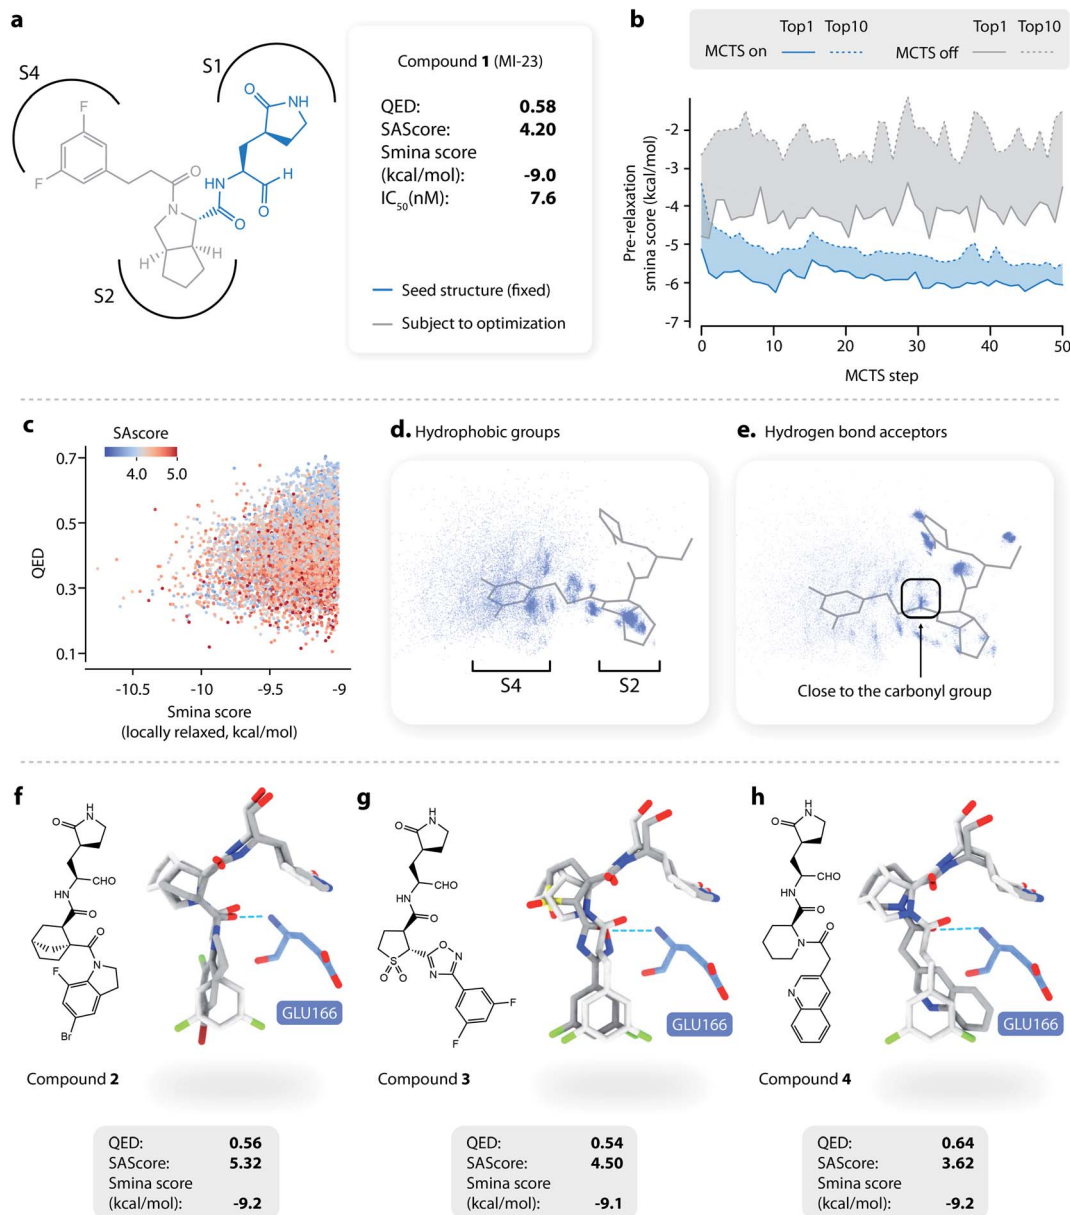 a
S4
S1
S2
F
F
O
NH
O
HN
H
N
O
O
H
H
Compound 1 (MI-23)
QED: 0.58
SAScore: 4.20
Smina score
(kcal/mol): -9.0
IC50(nM): 7.6
Seed structure (fixed)
Subject to optimization
b
Top1 Top10 Top1 Top10
MCTS on MCTS off
Pre-relaxation
smina score (kcal/mol)
-2
-3
-4
-5
-6
-7
0 10 20 30 40 50
MCTS step
c
SAscore
4.0 5.0
QED
0.7
0.5
0.3
0.1
-10.5 -10 -9.5 -9
Smina score
(locally relaxed, kcal/mol)
d. Hydrophobic groups
S4 S2
e. Hydrogen bond acceptors
Close to the carbonyl group
f
H
O N
CHO
HN
O
O
N
F
Br
GLU166
Compound 2
QED: 0.56
SAScore: 5.32
Smina score
(kcal/mol): -9.2
g
H
O N
CHO
HN
O
O
N
S
O O
N
F
F
GLU166
Compound 3
QED: 0.54
SAScore: 4.50
Smina score
(kcal/mol): -9.1
h
H
O N
CHO
HN
O
N
O
N
GLU166
Compound 4
QED: 0.64
SAScore: 3.62
Smina score
(kcal/mol): -9.2